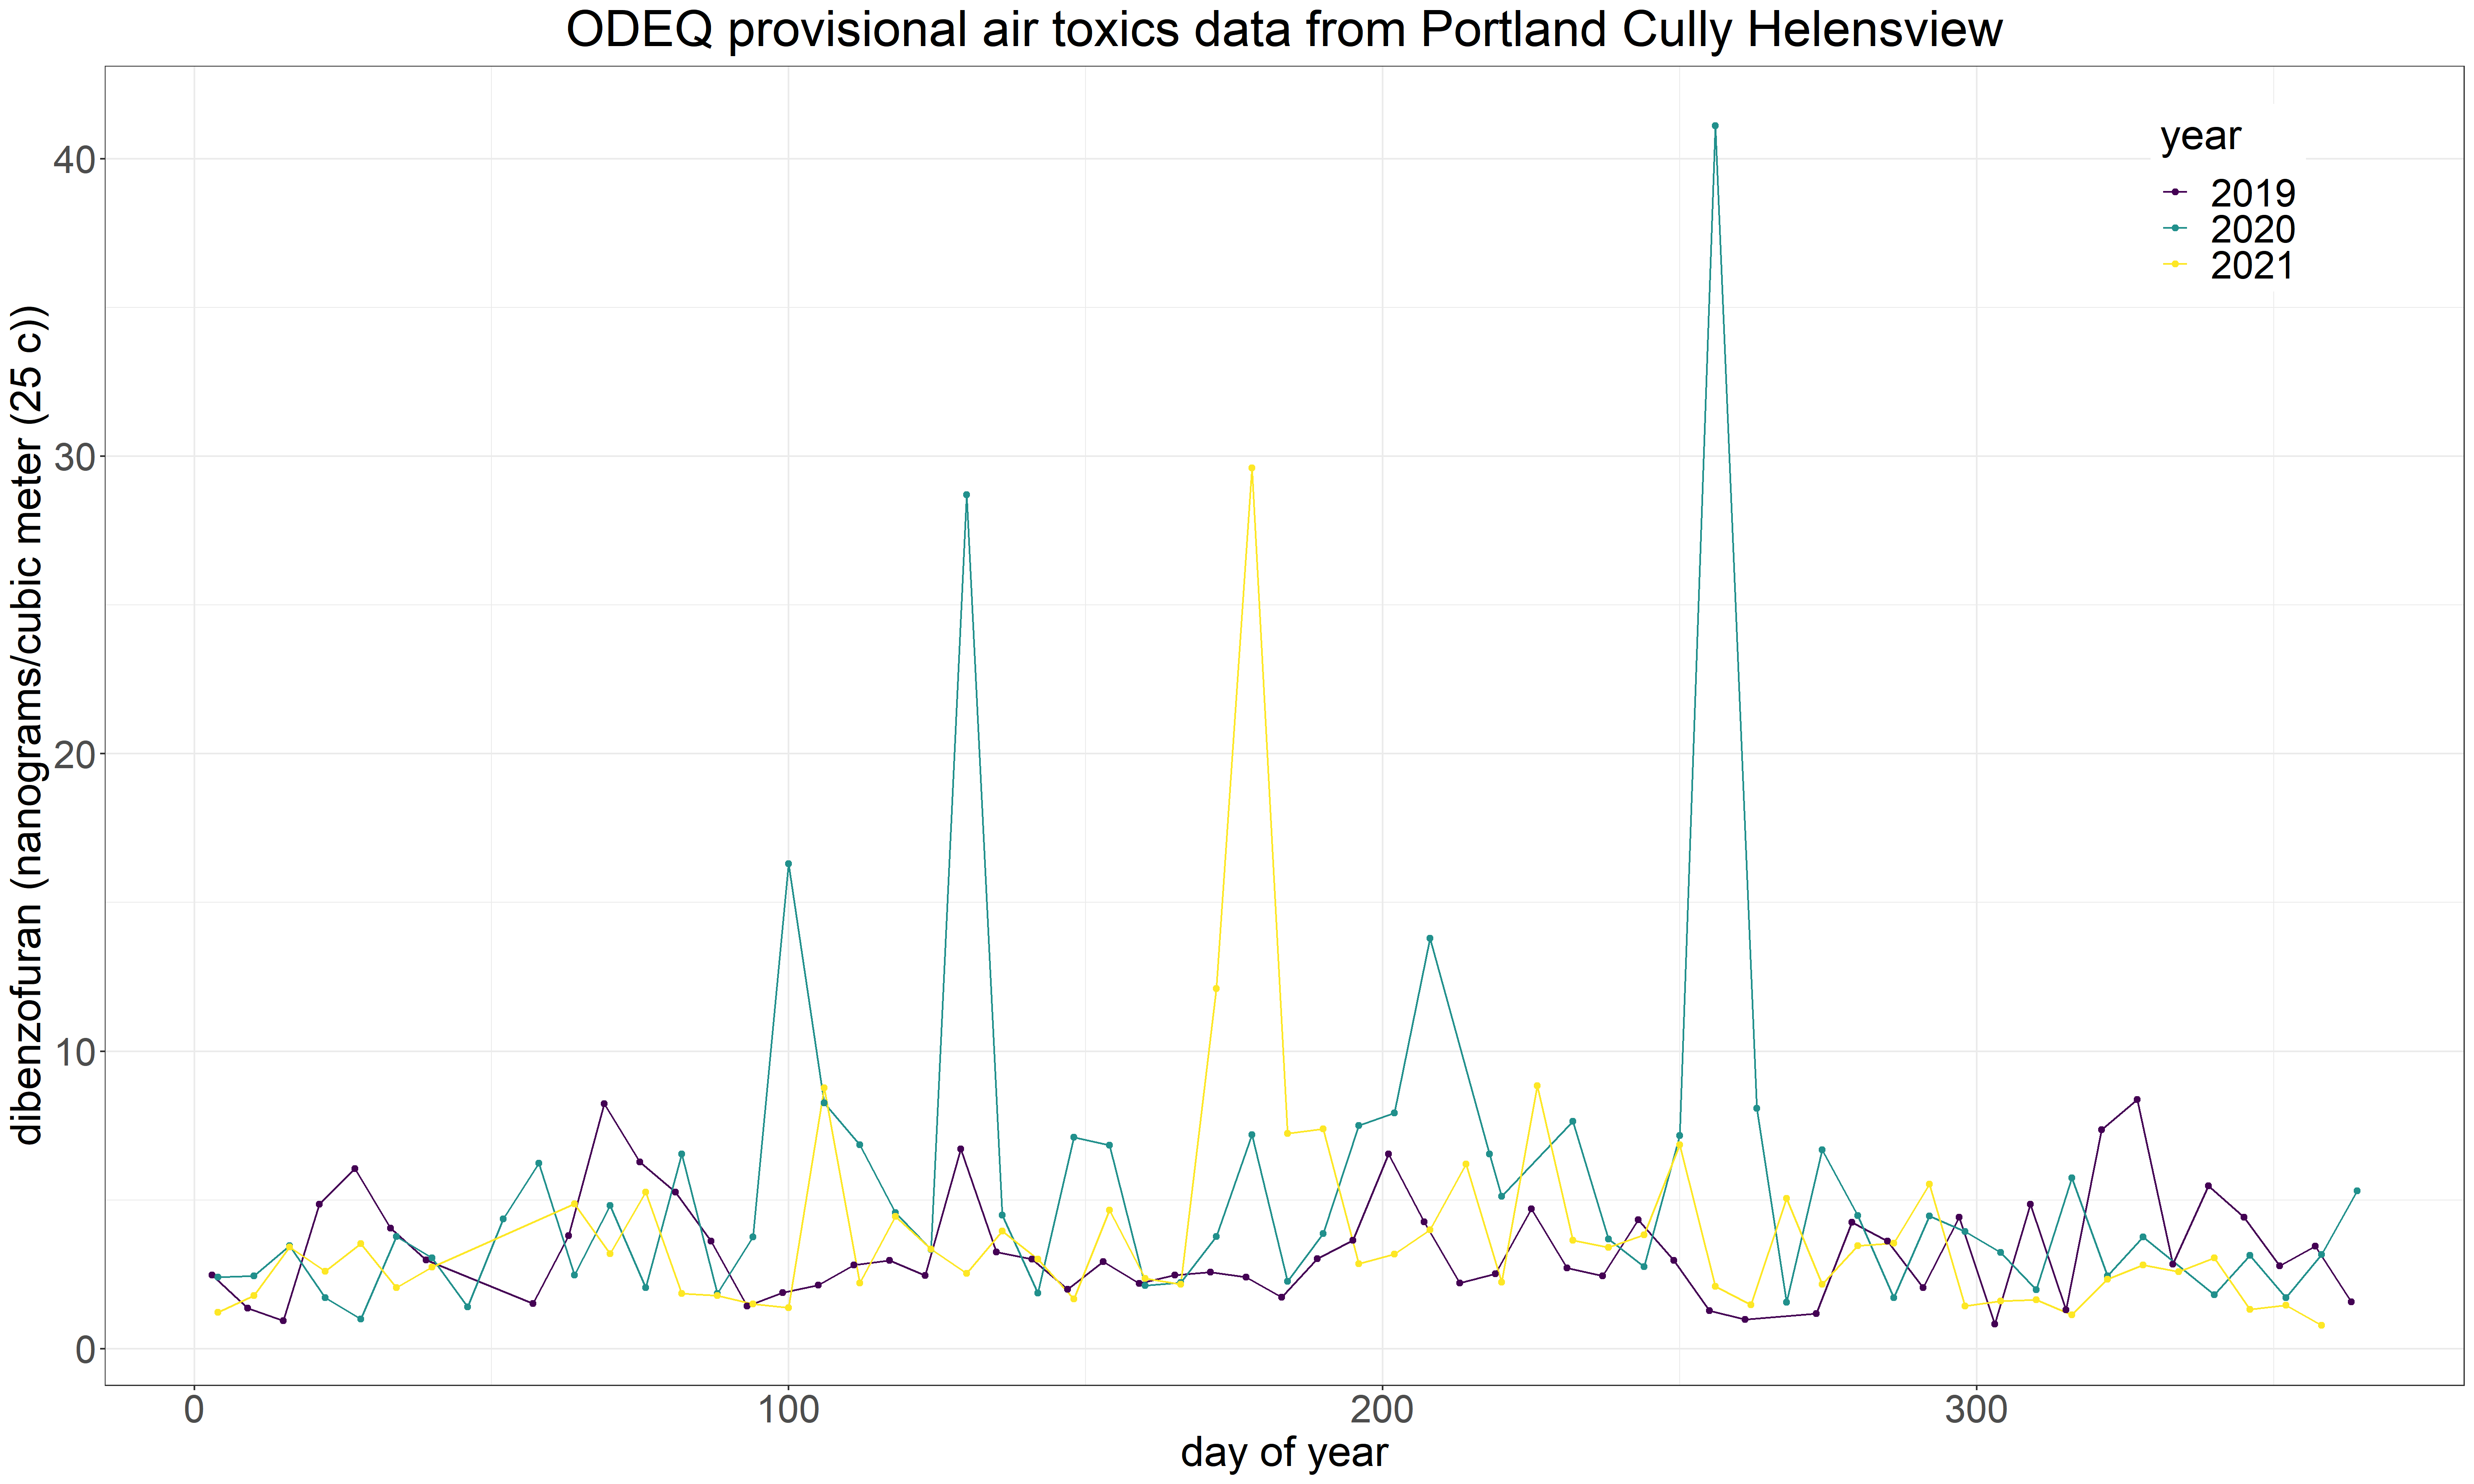 ODEQ provisional air toxics data from Portland Cully Helensview
dibenzofuran (nanograms/cubic meter (25 c))
40
30
20
10
0
year
2019
2020
2021
0 100 200 300
day of year